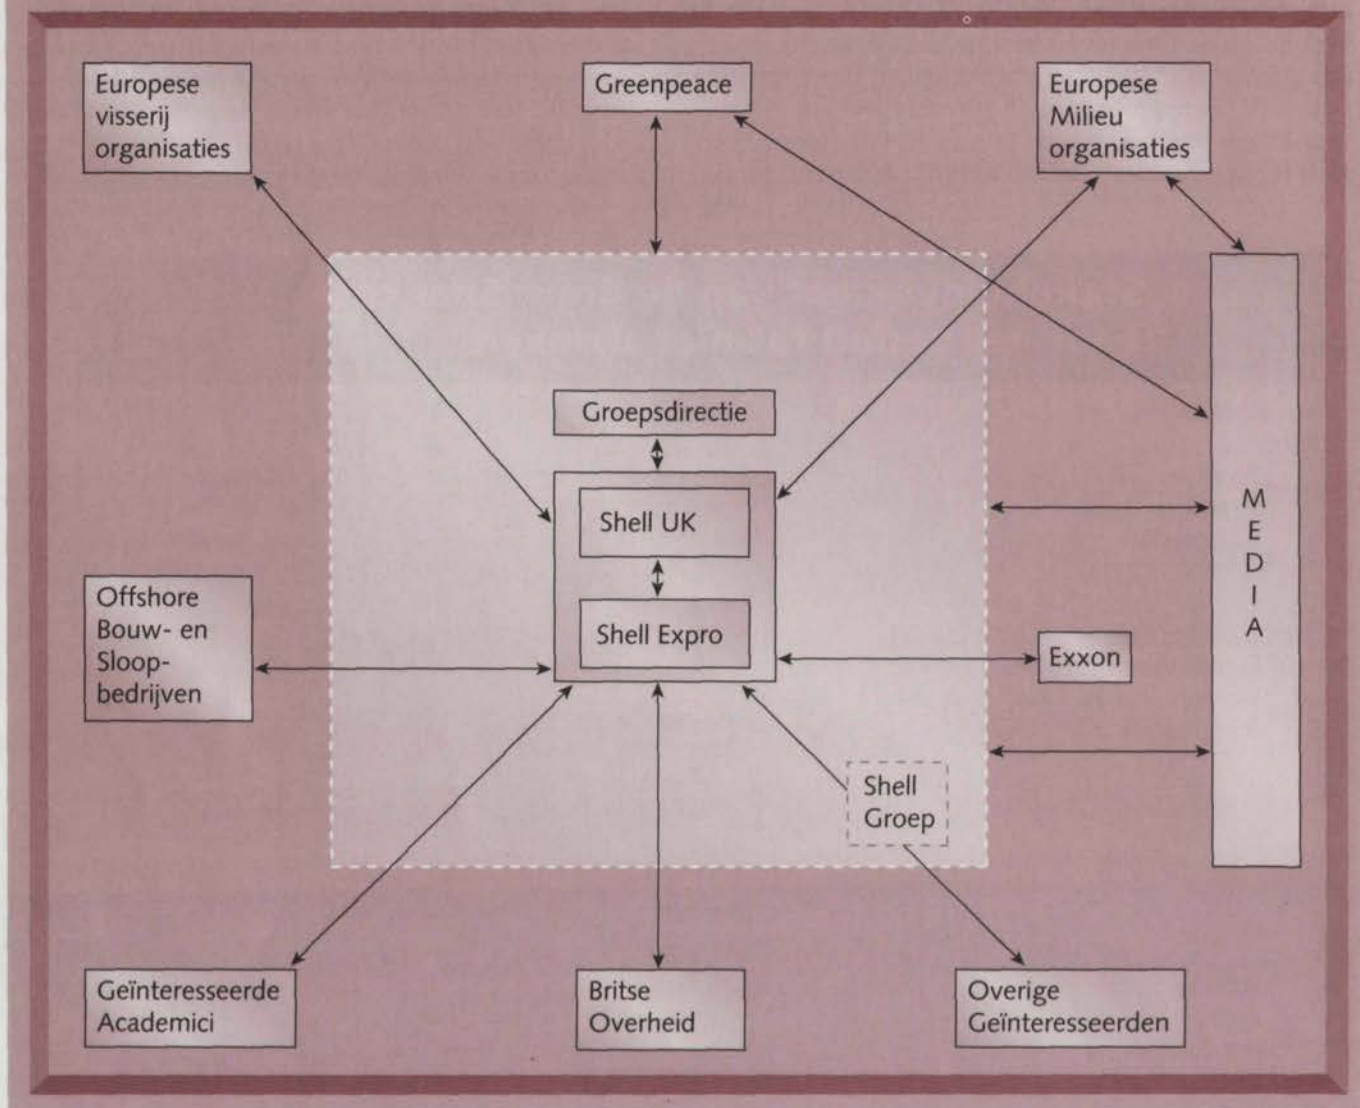 Europese
visserij
organisaties
Greenpeace
Europese
Milieu
organisaties
Groepsdirectie
Shell UK
Shell Expro
Offshore
Bouw- en
Sloop-
bedrijven
Exxon
M
E
D
I
A
Shell
Groep
Geïnteresseerde
Academici
Britse
Overheid
Overige
Geïnteresseerden